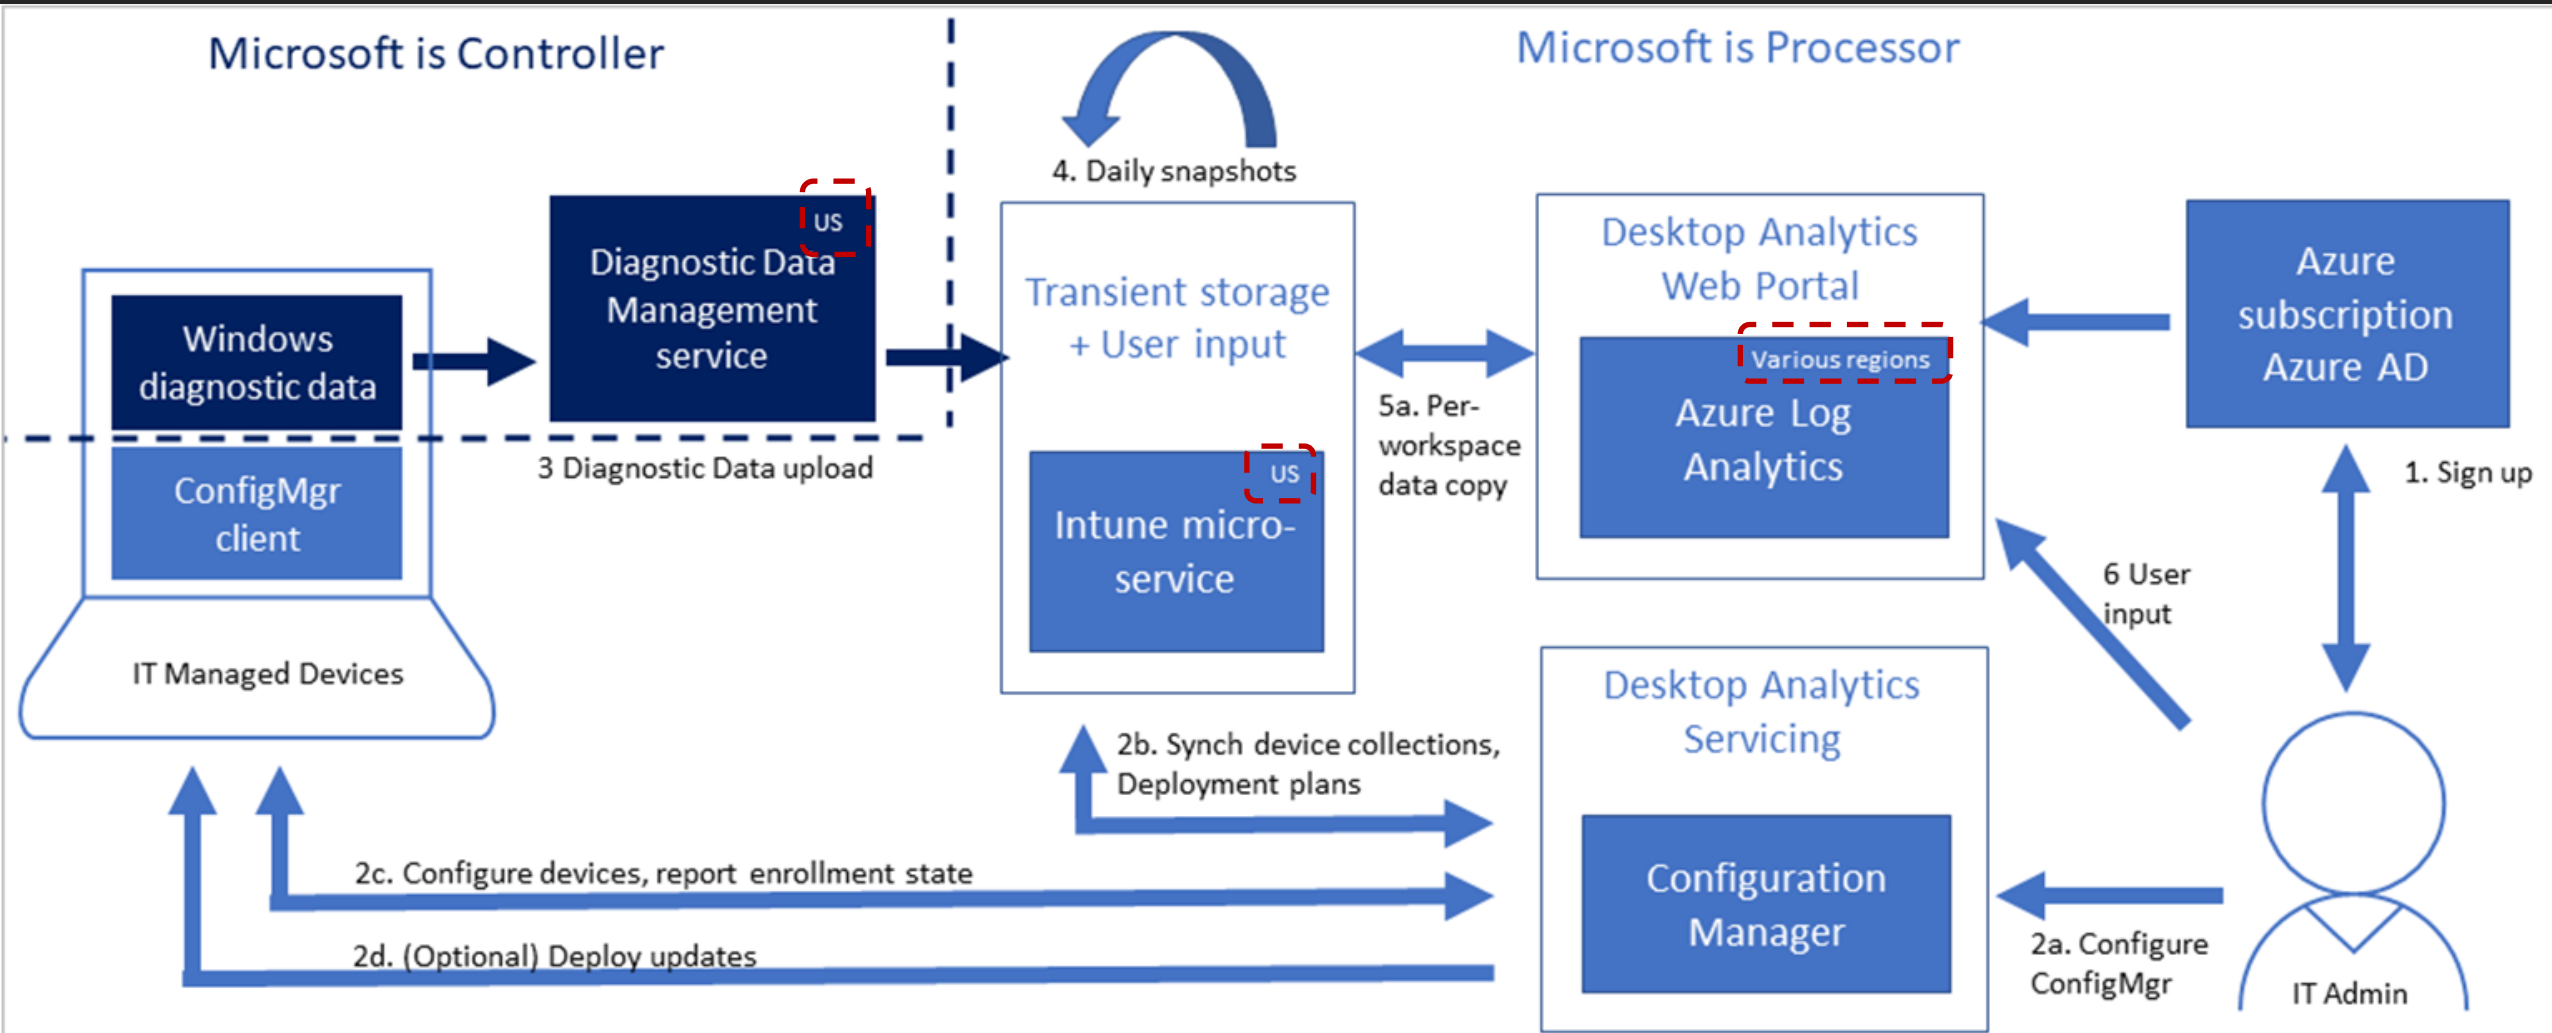 Microsoft is Controller
Microsoft is Processor
4. Daily snapshots
US
Diagnostic Data
Management
service
Windows
diagnostic data
ConfigMgr
client
IT Managed Devices
3 Diagnostic Data upload
Transient storage
+ User input
US
Intune micro-
service
5a. Per-
workspace
data copy
Desktop Analytics
Web Portal
Various regions
Azure Log
Analytics
Azure
subscription
Azure AD
1. Sign up
6 User
input
2b. Synch device collections,
Deployment plans
Desktop Analytics
Servicing
Configuration
Manager
2c. Configure devices, report enrollment state
2d. (Optional) Deploy updates
2a. Configure
ConfigMgr
IT Admin